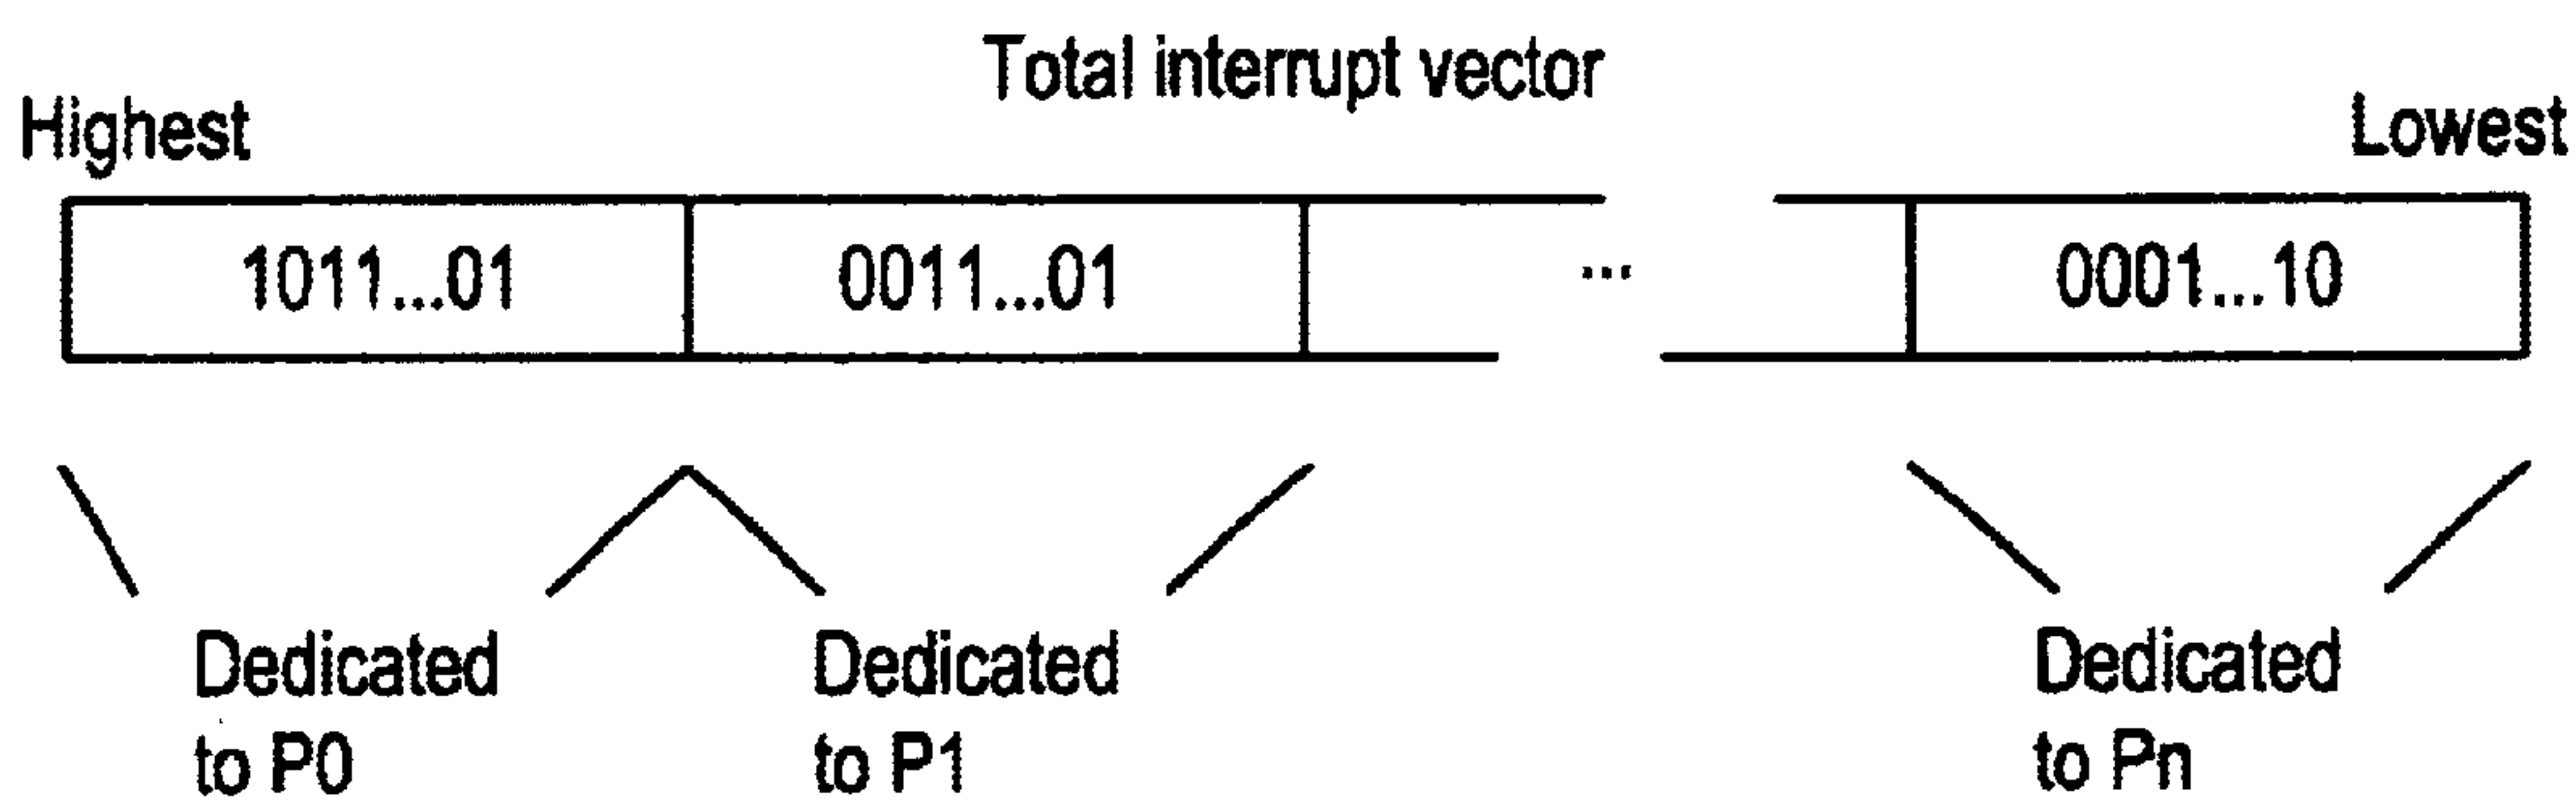 Total interrupt vector
Highest
Lowest
1011...01
0011...01
...
0001...10
Dedicated
to P0
Dedicated
to P1
Dedicated
to Pn